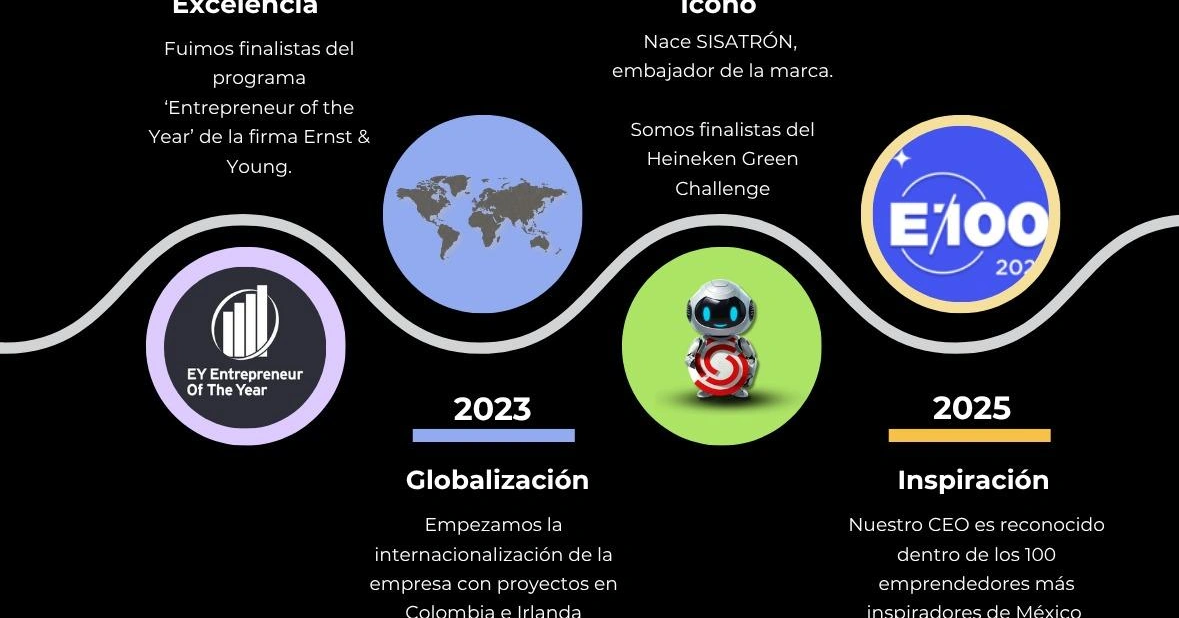 Excelencia
Fuimos finalistas del
programa
‘Entrepreneur of the
Year’ de la firma Ernst &
Young.
EY Entrepreneur
Of The Year
2023
Globalización
Empezamos la
internacionalización de la
empresa con proyectos en
Colombia e Irlanda
Ícono
Nace SISATRÓN,
embajador de la marca.
Somos finalistas del
Heineken Green
Challenge
E/100
202
2025
Inspiración
Nuestro CEO es reconocido
dentro de los 100
emprendedores más
inspiradores de México